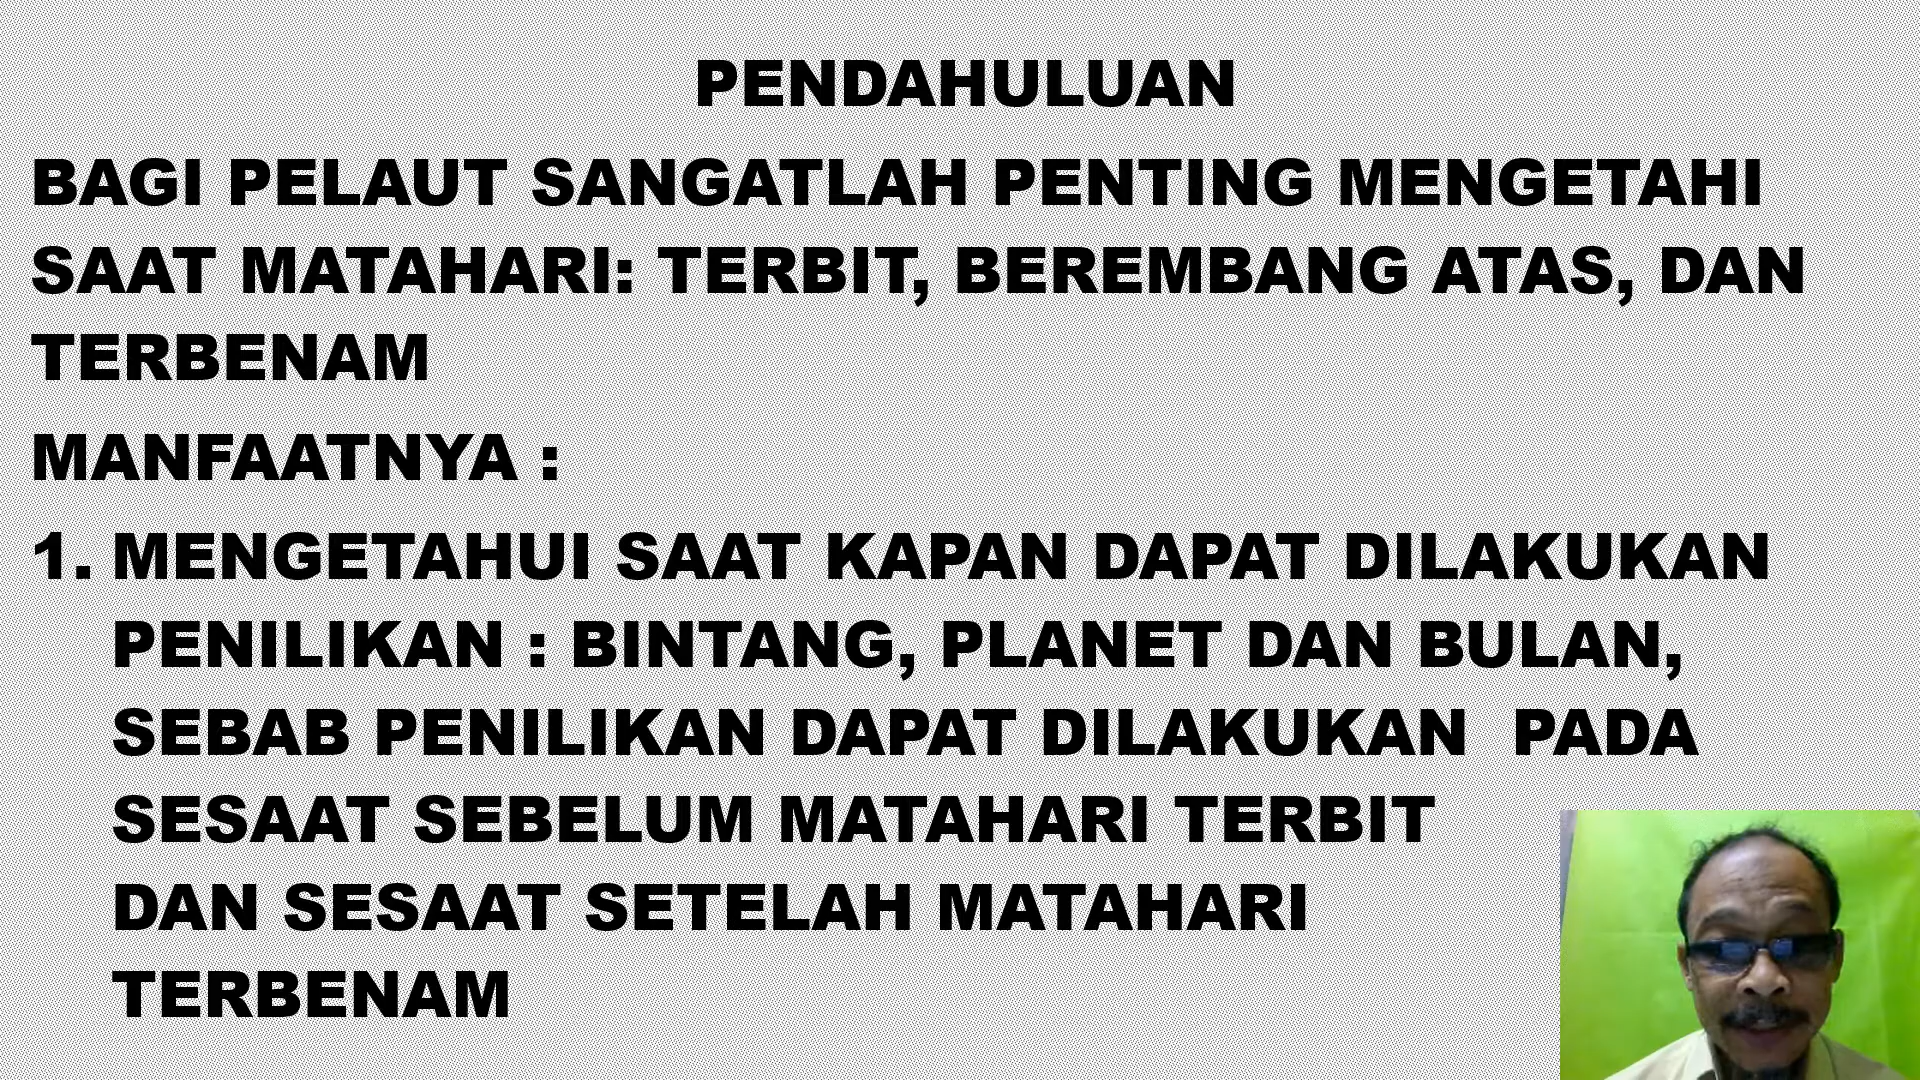 PENDAHULUAN
BAGI PELAUT SANGATLAH PENTING MENGETAHI
SAAT MATAHARI: TERBIT, BEREMBANG ATAS, DAN
TERBENAM
MANFAATNYA :
1. MENGETAHUI SAAT KAPAN DAPAT DILAKUKAN
PENILIKAN : BINTANG, PLANET DAN BULAN,
SEBAB PENILIKAN DAPAT DILAKUKAN  PADA
SESAAT SEBELUM MATAHARI TERBIT
DAN SESAAT SETELAH MATAHARI
TERBENAM